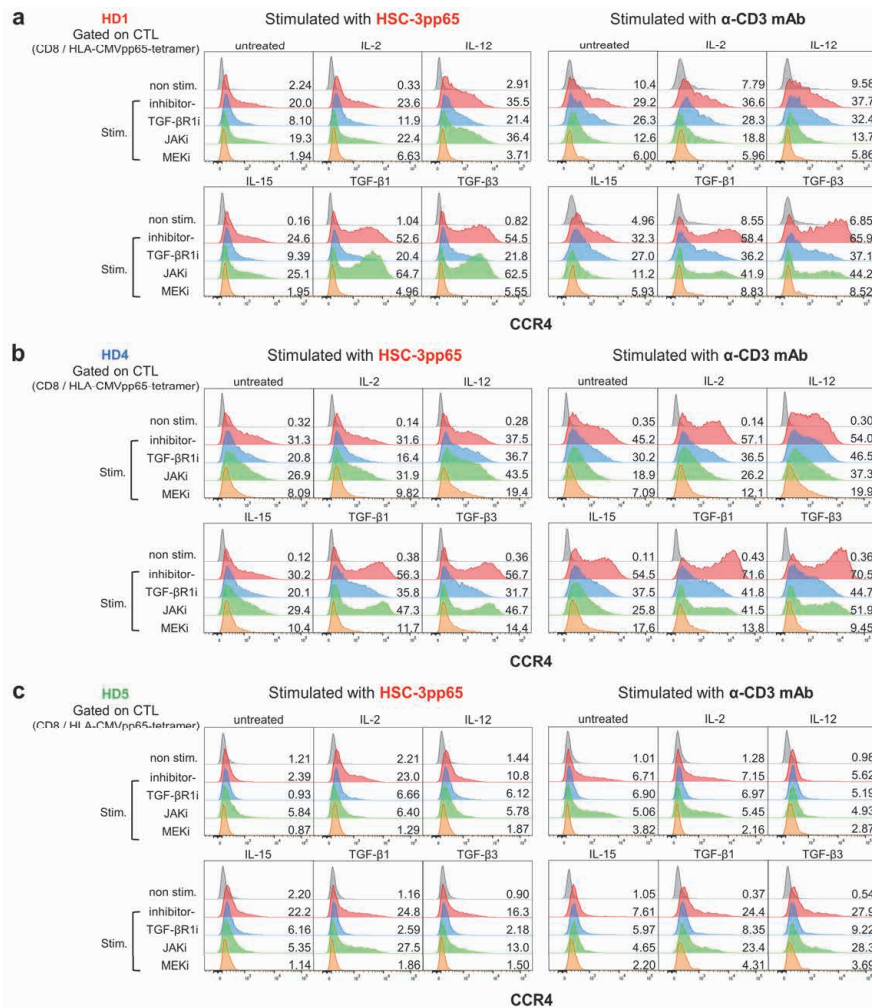 a
HD1
Gated on CTL
(CD8 / HLA-CMVpp65-tetramer)
Stimulated with HSC-3pp65
Stimulated with α-CD3 mAb
untreated IL-2 IL-12 untreated IL-2 IL-12
non stim. 2.24 0.33 2.91 10.4 7.79 9.58
inhibitor- 20.0 23.6 35.5 29.2 36.6 37.7
TGF-βR1i 8.10 11.9 21.4 26.3 28.3 32.4
JAKi 19.3 22.4 36.4 12.6 18.8 13.7
MEKi 1.94 6.63 3.71 6.00 5.96 5.86
Stim.
IL-15 TGF-β1 TGF-β3 IL-15 TGF-β1 TGF-β3
non stim. 0.16 1.04 0.82 4.96 8.55 6.85
inhibitor- 24.6 52.6 54.5 32.3 58.4 65.9
TGF-βR1i 9.39 20.4 21.8 27.0 36.2 37.1
JAKi 25.1 64.7 62.5 11.2 41.9 44.2
MEKi 1.95 4.96 5.55 5.93 8.83 8.52
Stim.
CCR4
b
HD4
Gated on CTL
(CD8 / HLA-CMVpp65-tetramer)
Stimulated with HSC-3pp65
Stimulated with α-CD3 mAb
untreated IL-2 IL-12 untreated IL-2 IL-12
non stim. 0.32 0.14 0.28 0.35 0.14 0.30
inhibitor- 31.3 31.6 37.5 45.2 57.1 54.0
TGF-βR1i 20.8 16.4 36.7 30.2 36.5 46.5
JAKi 26.9 31.9 43.5 18.9 26.2 37.3
MEKi 8.09 9.82 19.4 7.09 12.1 19.9
Stim.
IL-15 TGF-β1 TGF-β3 IL-15 TGF-β1 TGF-β3
non stim. 0.12 0.38 0.36 0.11 0.43 0.36
inhibitor- 30.2 56.3 56.7 54.5 71.6 70.5
TGF-βR1i 20.1 35.8 31.7 37.5 41.8 44.7
JAKi 29.4 47.3 46.7 25.8 41.5 51.9
MEKi 10.4 11.7 14.4 17.6 13.8 9.45
Stim.
CCR4
c
HD5
Gated on CTL
(CD8 / HLA-CMVpp65-tetramer)
Stimulated with HSC-3pp65
Stimulated with α-CD3 mAb
untreated IL-2 IL-12 untreated IL-2 IL-12
non stim. 1.21 2.21 1.44 1.01 1.28 0.98
inhibitor- 2.39 23.0 10.8 6.71 7.15 5.62
TGF-βR1i 0.93 6.66 6.12 6.90 6.97 5.19
JAKi 5.84 6.40 5.78 5.06 5.45 4.93
MEKi 0.87 1.29 1.87 3.82 2.16 2.87
Stim.
IL-15 TGF-β1 TGF-β3 IL-15 TGF-β1 TGF-β3
non stim. 2.20 1.16 0.90 1.05 0.37 0.54
inhibitor- 22.2 24.8 16.3 7.61 24.4 27.9
TGF-βR1i 6.16 2.59 2.18 5.97 8.35 9.22
JAKi 5.35 27.5 13.0 4.65 23.4 28.3
MEKi 1.14 1.86 1.50 2.20 4.31 3.69
Stim.
CCR4